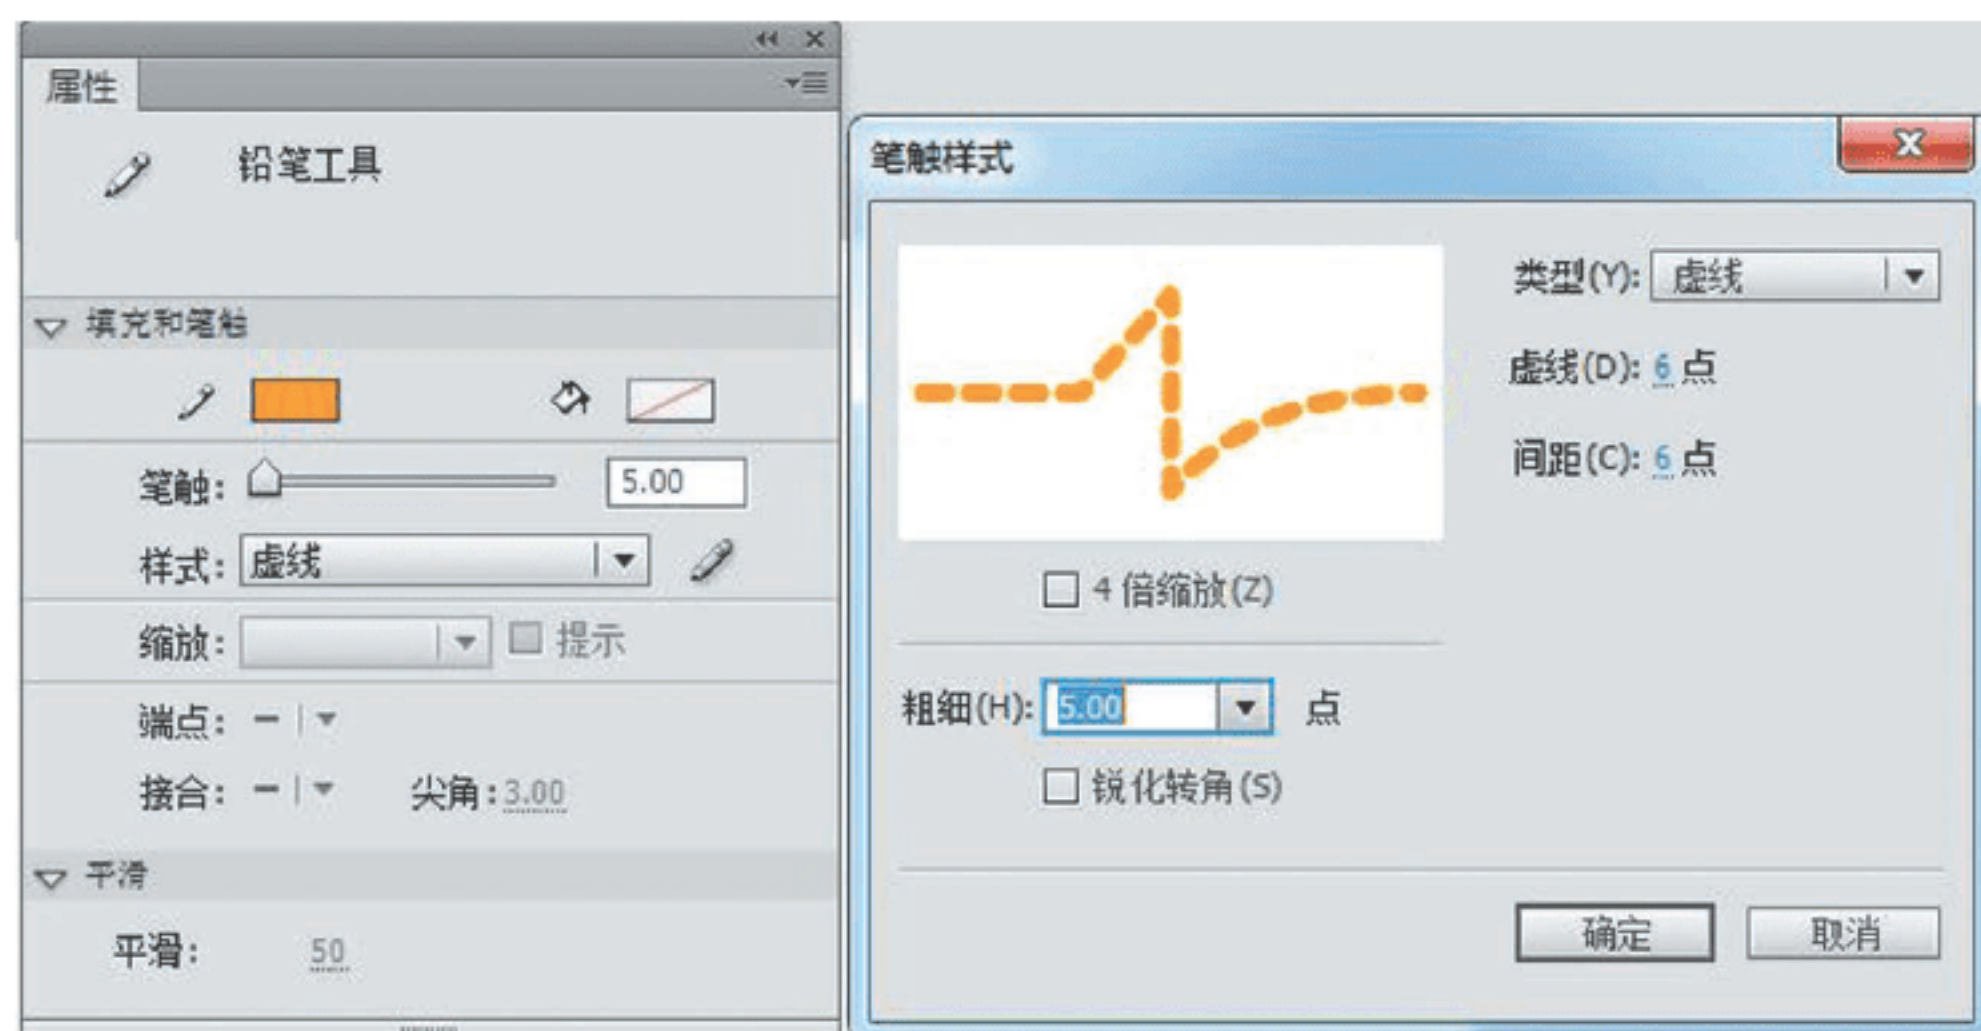 属性
铅笔工具
填充和笔触
笔触: 5.00
样式: 虚线
缩放: 提示
端点:
接合: 尖角: 3.00
平滑
平滑: 50
笔触样式
类型(Y): 虚线
虚线(D): 6 点
间距(C): 6 点
4 倍缩放(Z)
粗细(H): 5.00 点
锐化转角(S)
确定 取消